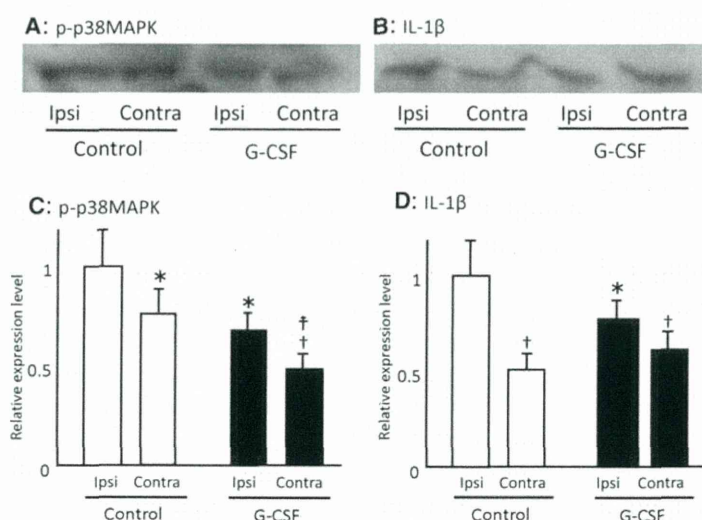 A: p-p38MAPK
Ipsi Contra Ipsi Contra
Control G-CSF
B: IL-1β
Ipsi Contra Ipsi Contra
Control G-CSF
C: p-p38MAPK
Relative expression level
1
0.5
0
*
*
†
†
Ipsi Contra Ipsi Contra
Control G-CSF
D: IL-1β
Relative expression level
1
0.5
0
†
*
†
Ipsi Contra Ipsi Contra
Control G-CSF